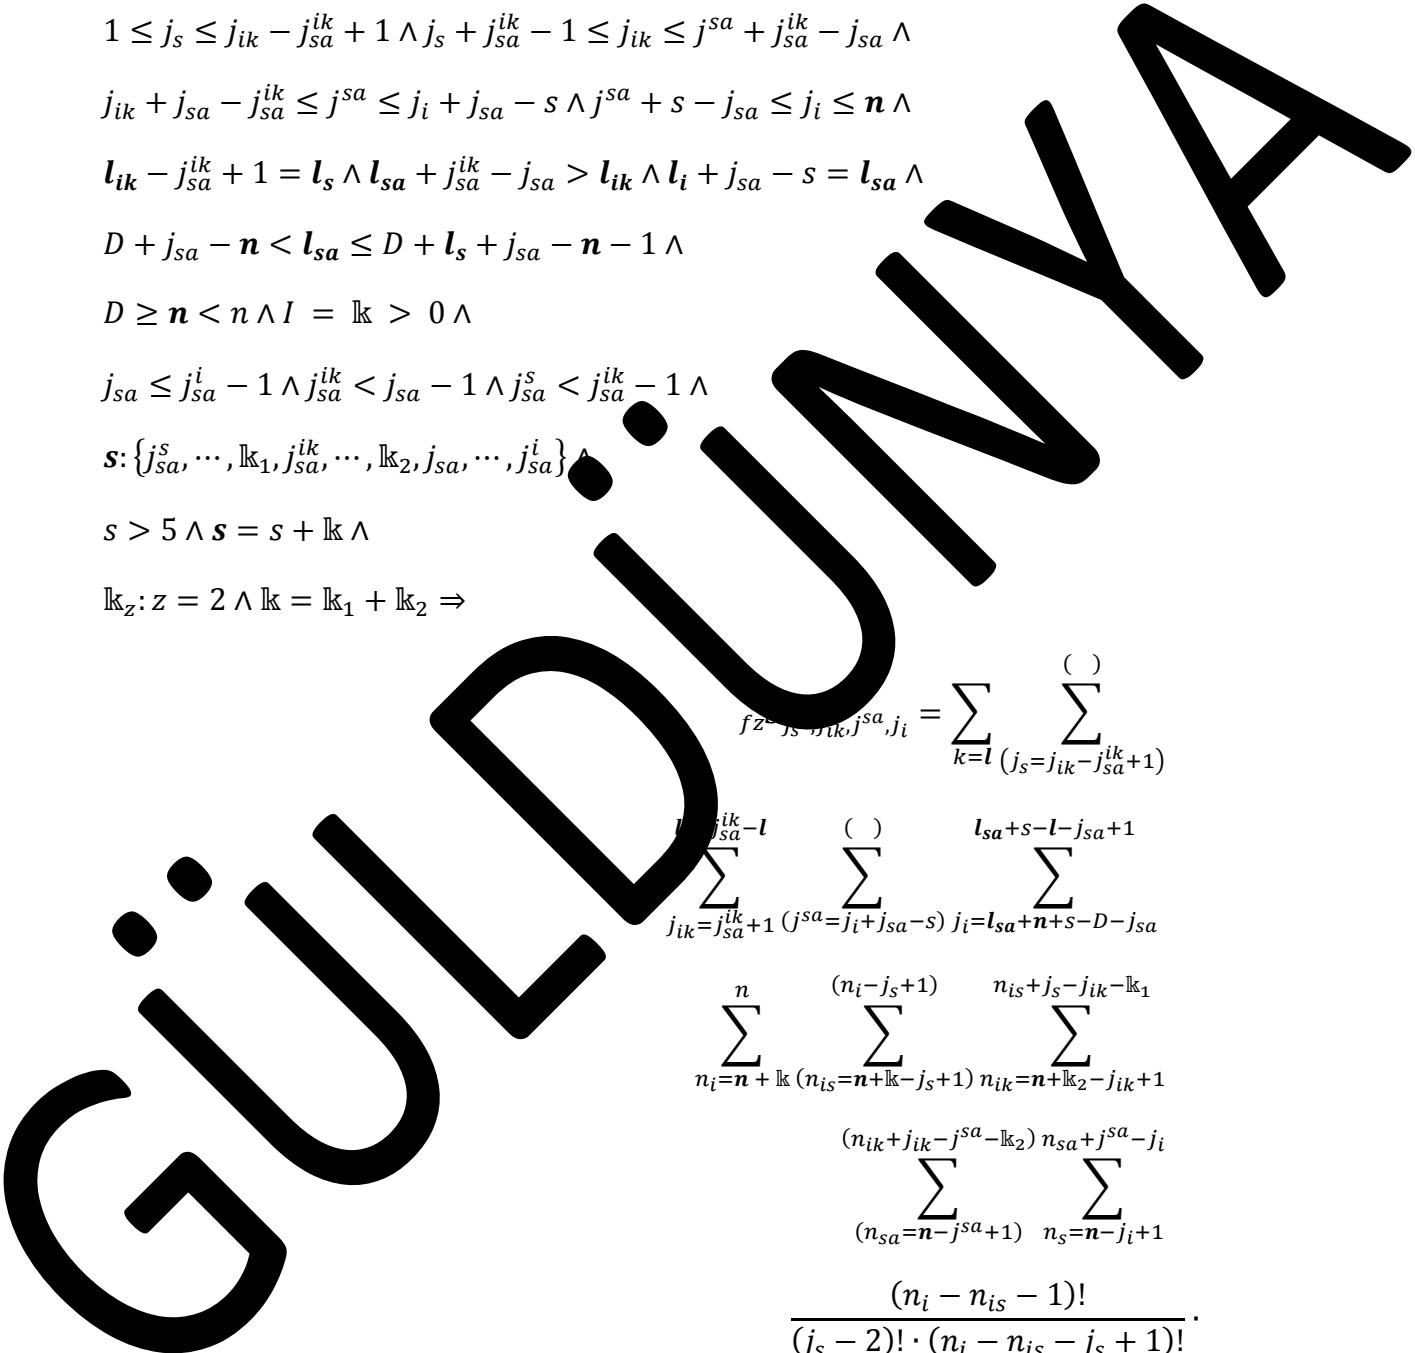 1 ≤ j_s ≤ j_{ik} − j_{sa}^{ik} + 1 ∧ j_s + j_{sa}^{ik} − 1 ≤ j_{ik} ≤ j^{sa} + j_{sa}^{ik} − j_{sa} ∧
j_{ik} + j_{sa} − j_{sa}^{ik} ≤ j^{sa} ≤ j_i + j_{sa} − s ∧ j^{sa} + s − j_{sa} ≤ j_i ≤ n ∧
l_{ik} − j_{sa}^{ik} + 1 = l_s ∧ l_{sa} + j_{sa}^{ik} − j_{sa} > l_{ik} ∧ l_i + j_{sa} − s = l_{sa} ∧
D + j_{sa} − n < l_{sa} ≤ D + l_s + j_{sa} − n − 1 ∧
D ≥ n < n ∧ I = 𝕜 > 0 ∧
j_{sa} ≤ j_{sa}^{i} − 1 ∧ j_{sa}^{ik} < j_{sa} − 1 ∧ j_{sa}^{s} < j_{sa}^{ik} − 1 ∧
s: {j_{sa}^{s}, ⋯, 𝕜_1, j_{sa}^{ik}, ⋯, 𝕜_2, j_{sa}, ⋯, j_{sa}^{i}} ∧
s > 5 ∧ s = s + 𝕜 ∧
𝕜_z: z = 2 ∧ 𝕜 = 𝕜_1 + 𝕜_2 ⇒
j_{ik}, j^{sa}, j_i = ∑_{k=l} ∑_{(j_s=j_{ik}−j_{sa}^{ik}+1)}^{( )}
∑_{j_{ik}=j_{sa}^{ik}+1}^{j_{sa}^{ik}−l} ∑_{(j^{sa}=j_i+j_{sa}−s)}^{( )} ∑_{j_i=l_{sa}+n+s−D−j_{sa}}^{l_{sa}+s−l−j_{sa}+1}
∑_{n_i=n+𝕜}^{n} ∑_{(n_{is}=n+𝕜−j_s+1)}^{(n_i−j_s+1)} ∑_{n_{ik}=n+𝕜_2−j_{ik}+1}^{n_{is}+j_s−j_{ik}−𝕜_1}
∑_{(n_{sa}=n−j^{sa}+1)}^{(n_{ik}+j_{ik}−j^{sa}−𝕜_2)} ∑_{n_s=n−j_i+1}^{n_{sa}+j^{sa}−j_i}
(n_i − n_{is} − 1)!
(j_s − 2)! · (n_i − n_{is} − j_s + 1)! ·
GÜLDÜNYA